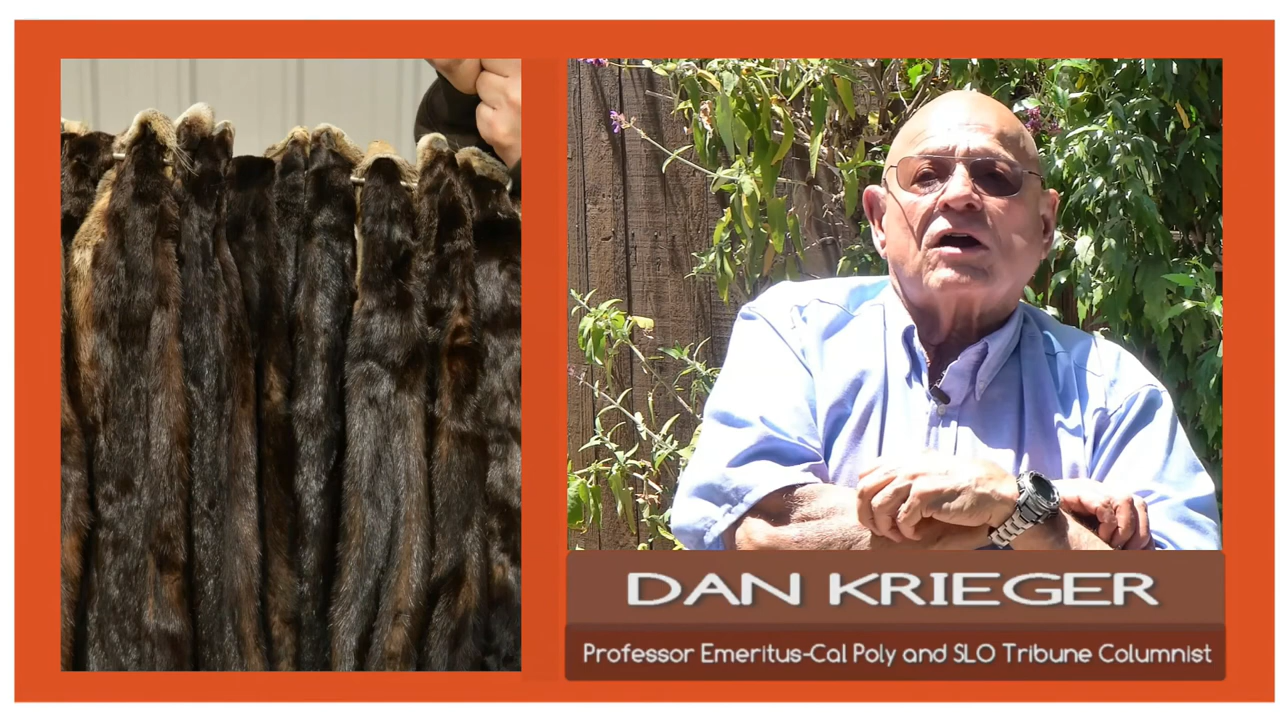 DAN KRIEGER
Professor Emeritus-Cal Poly and SLO Tribune Columnist